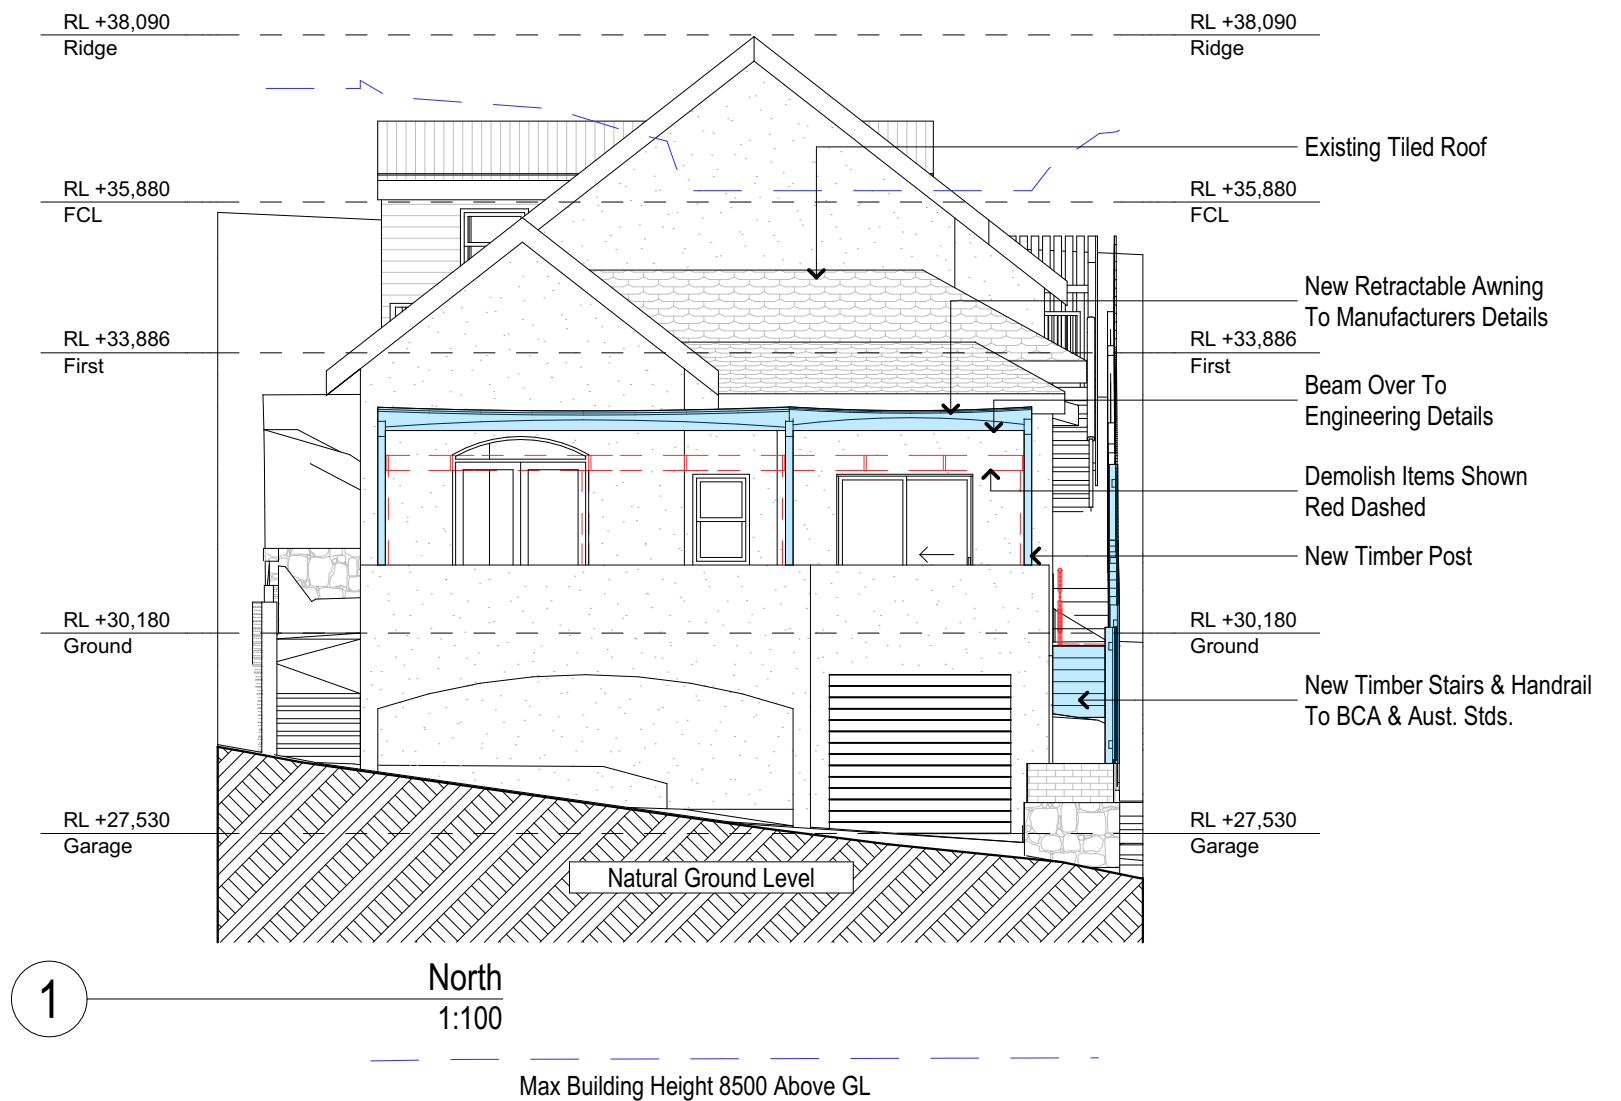 RL +38,090
Ridge
RL +38,090
Ridge
Existing Tiled Roof
RL +35,880
FCL
RL +35,880
FCL
New Retractable Awning
To Manufacturers Details
RL +33,886
First
RL +33,886
First
Beam Over To
Engineering Details
Demolish Items Shown
Red Dashed
New Timber Post
RL +30,180
Ground
RL +30,180
Ground
New Timber Stairs & Handrail
To BCA & Aust. Stds.
RL +27,530
Garage
RL +27,530
Garage
Natural Ground Level
1
North
1:100
Max Building Height 8500 Above GL